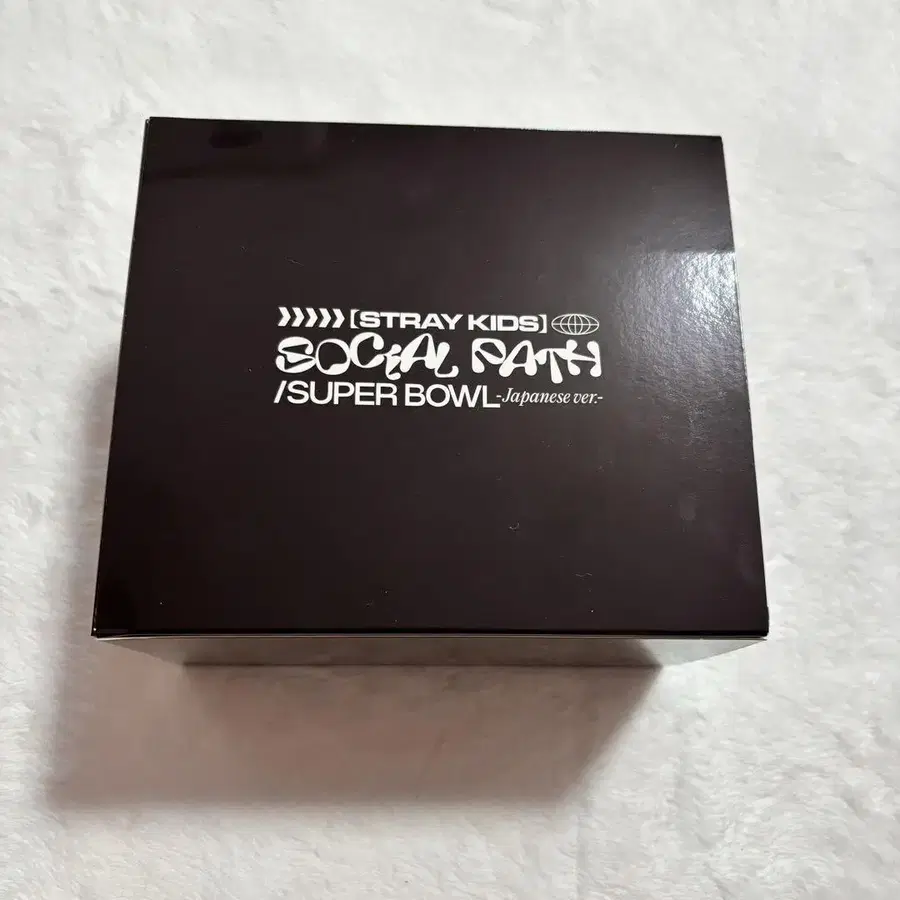 [STRAY KIDS]
SOCIAL PATH
/SUPER BOWL -Japanese ver.-